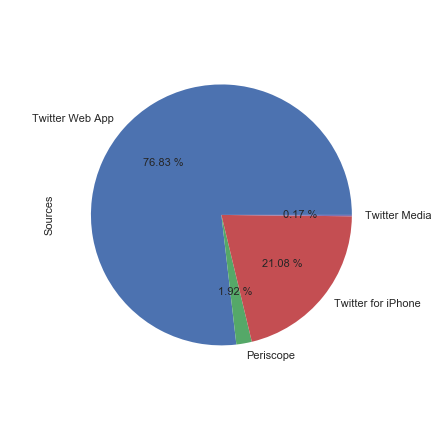 Twitter Web App
76.83 %
Sources
0.17 %
Twitter Media
21.08 %
Twitter for iPhone
1.92 %
Periscope